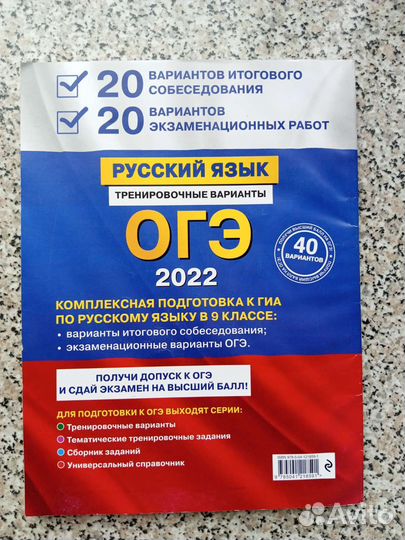 20 ВАРИАНТОВ ИТОГОВОГО
СОБЕСЕДОВАНИЯ
20 ВАРИАНТОВ
ЭКЗАМЕНАЦИОННЫХ РАБОТ
РУССКИЙ ЯЗЫК
ТРЕНИРОВОЧНЫЕ ВАРИАНТЫ
ОГЭ
2022
40
ВАРИАНТОВ
КОМПЛЕКСНАЯ ПОДГОТОВКА К ГИА
ПО РУССКОМУ ЯЗЫКУ В 9 КЛАССЕ:
• варианты итогового собеседования;
• экзаменационные варианты ОГЭ.
ПОЛУЧИ ДОПУСК К ОГЭ
И СДАЙ ЭКЗАМЕН НА ВЫСШИЙ БАЛЛ!
ДЛЯ ПОДГОТОВКИ К ОГЭ ВЫХОДЯТ СЕРИИ:
Тренировочные варианты
Тематические тренировочные задания
Сборник заданий
Универсальный справочник
Avito